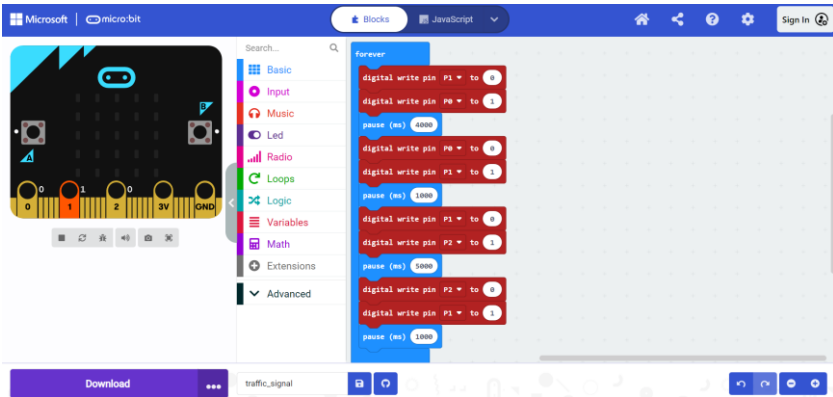 Microsoft micro:bit Blocks JavaScript Sign In
Search...
Basic
Input
Music
Led
Radio
Loops
Logic
Variables
Math
Extensions
Advanced
B
A
0 1 0
0 1 2 3V GND
forever
digital write pin P1 to 0
digital write pin P0 to 1
pause (ms) 4000
digital write pin P0 to 0
digital write pin P1 to 1
pause (ms) 1000
digital write pin P1 to 0
digital write pin P2 to 1
pause (ms) 5000
digital write pin P2 to 0
digital write pin P1 to 1
pause (ms) 1000
Download ••• traffic_signal